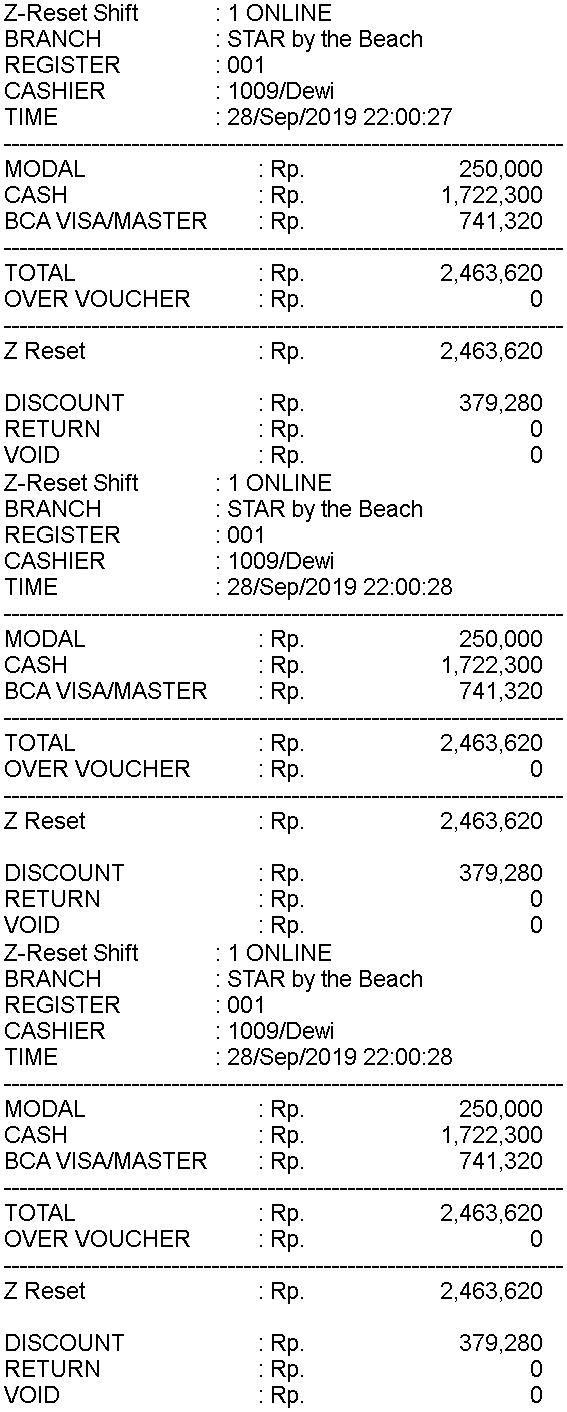 Z-Reset Shift : 1 ONLINE
BRANCH : STAR by the Beach
REGISTER : 001
CASHIER : 1009/Dewi
TIME : 28/Sep/2019 22:00:27
----------------------------------------------------------------------
MODAL : Rp. 250,000
CASH : Rp. 1,722,300
BCA VISA/MASTER : Rp. 741,320
----------------------------------------------------------------------
TOTAL : Rp. 2,463,620
OVER VOUCHER : Rp. 0
----------------------------------------------------------------------
Z Reset : Rp. 2,463,620
DISCOUNT : Rp. 379,280
RETURN : Rp. 0
VOID : Rp. 0
Z-Reset Shift : 1 ONLINE
BRANCH : STAR by the Beach
REGISTER : 001
CASHIER : 1009/Dewi
TIME : 28/Sep/2019 22:00:28
----------------------------------------------------------------------
MODAL : Rp. 250,000
CASH : Rp. 1,722,300
BCA VISA/MASTER : Rp. 741,320
----------------------------------------------------------------------
TOTAL : Rp. 2,463,620
OVER VOUCHER : Rp. 0
----------------------------------------------------------------------
Z Reset : Rp. 2,463,620
DISCOUNT : Rp. 379,280
RETURN : Rp. 0
VOID : Rp. 0
Z-Reset Shift : 1 ONLINE
BRANCH : STAR by the Beach
REGISTER : 001
CASHIER : 1009/Dewi
TIME : 28/Sep/2019 22:00:28
----------------------------------------------------------------------
MODAL : Rp. 250,000
CASH : Rp. 1,722,300
BCA VISA/MASTER : Rp. 741,320
----------------------------------------------------------------------
TOTAL : Rp. 2,463,620
OVER VOUCHER : Rp. 0
----------------------------------------------------------------------
Z Reset : Rp. 2,463,620
DISCOUNT : Rp. 379,280
RETURN : Rp. 0
VOID : Rp. 0